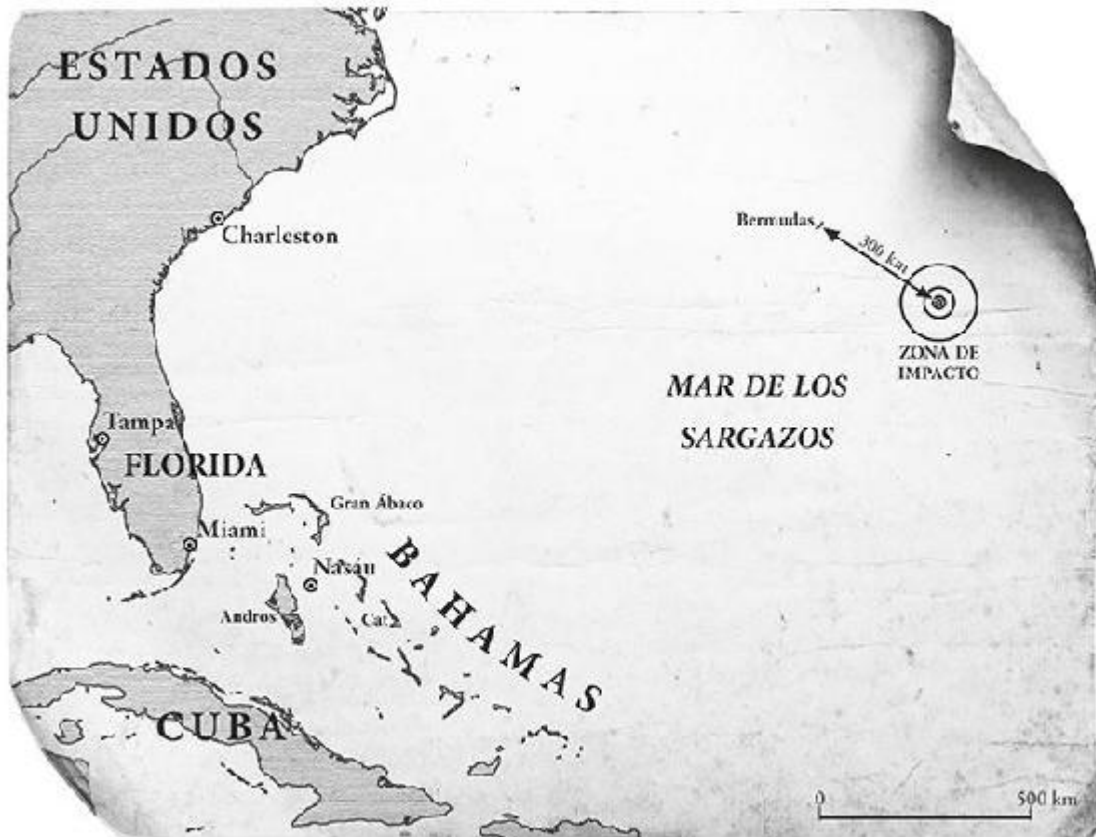 ESTADOS
UNIDOS
Charleston
Bermudas
300 km
ZONA DE
IMPACTO
MAR DE LOS
SARGAZOS
Tampa
FLORIDA
Gran Ábaco
Miami
BAHAMAS
Nasáu
Andros
Cat
CUBA
0 500 km